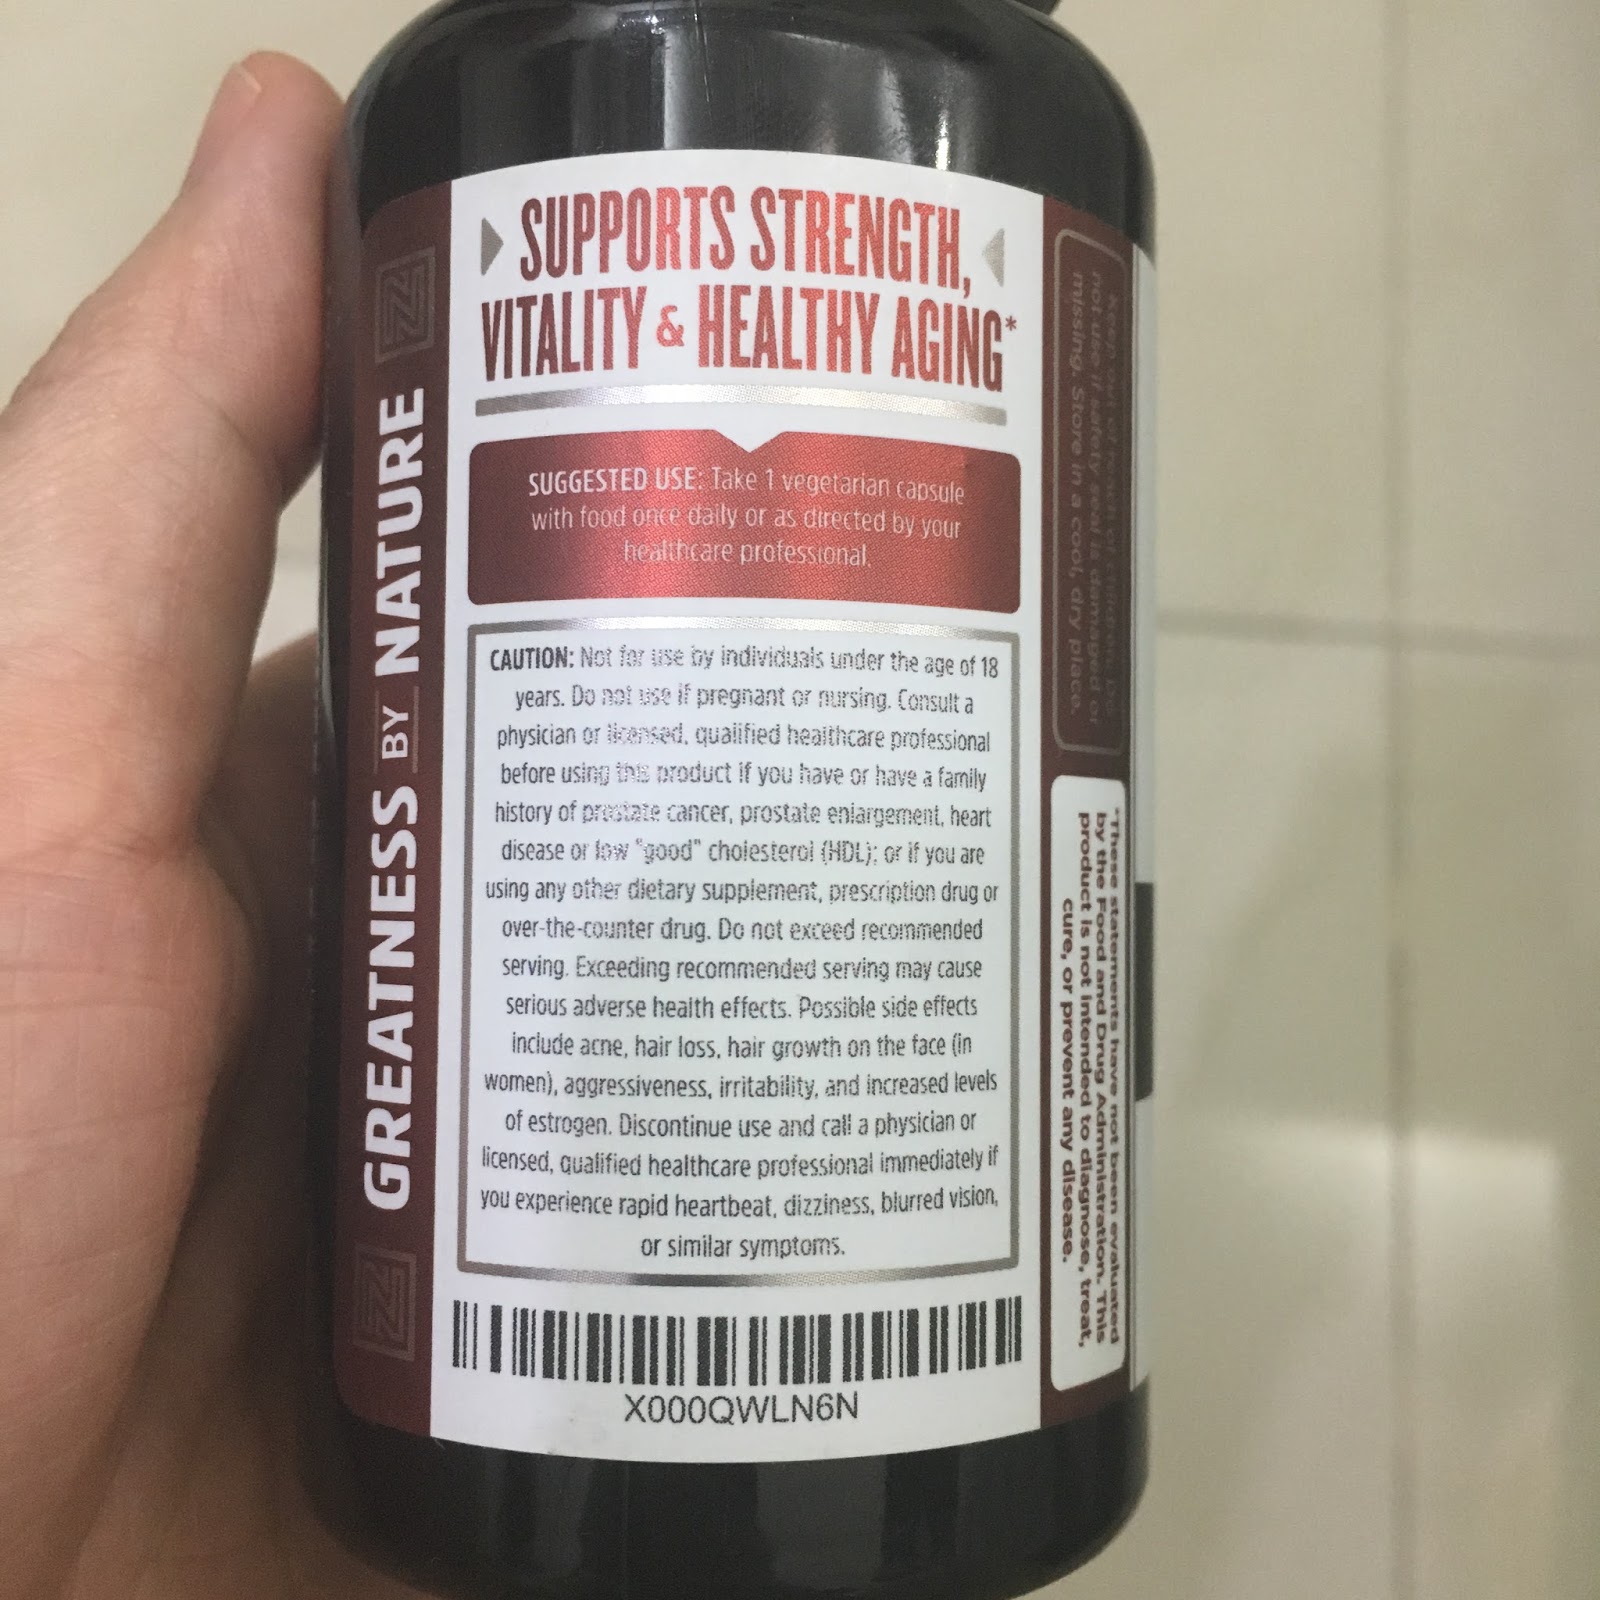 SUPPORTS STRENGTH,
VITALITY & HEALTHY AGING*
SUGGESTED USE: Take 1 vegetarian capsule
with food once daily or as directed by your
healthcare professional.
CAUTION: Not for use by individuals under the age of 18
years. Do not use if pregnant or nursing. Consult a
physician or licensed, qualified healthcare professional
before using this product if you have or have a family
history of prostate cancer, prostate enlargement, heart
disease or low "good" cholesterol (HDL); or if you are
using any other dietary supplement, prescription drug or
over-the-counter drug. Do not exceed recommended
serving. Exceeding recommended serving may cause
serious adverse health effects. Possible side effects
include acne, hair loss, hair growth on the face (in
women), aggressiveness, irritability, and increased levels
of estrogen. Discontinue use and call a physician or
licensed, qualified healthcare professional immediately if
you experience rapid heartbeat, dizziness, blurred vision,
or similar symptoms.
X000QWLN6N
GREATNESS BY NATURE
Keep out of reach of children. Do
not use if safety seal is damaged or
missing. Store in a cool, dry place.
*These statements have not been evaluated
by the Food and Drug Administration. This
product is not intended to diagnose, treat,
cure, or prevent any disease.